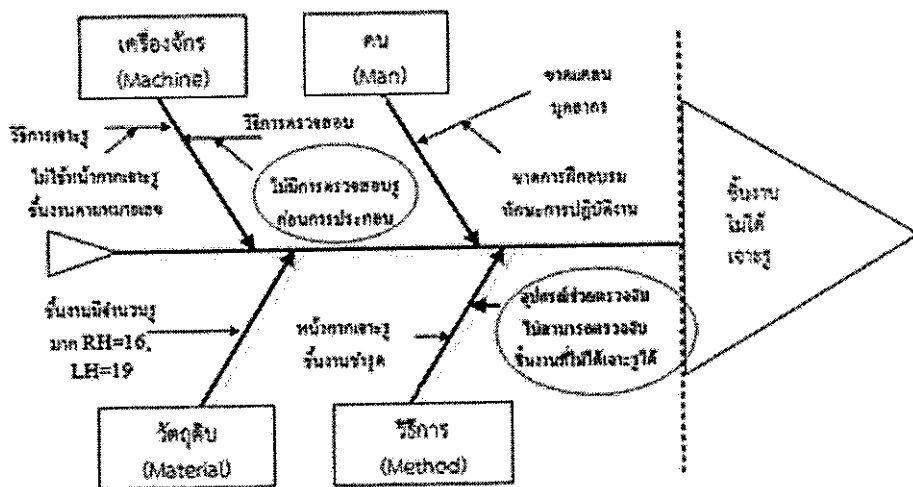 เครื่องจักร
(Machine)
คน
(Man)
วิธีการเจาะรู
ไม่ใช้หน้ากากเจาะรู
ชิ้นงานตามหมายเลข
วิธีการตรวจสอบ
ไม่มีการตรวจสอบรู
ก่อนการประกอบ
ขาดแคลน
บุคลากร
ขาดการฝึกอบรม
ทักษะการปฏิบัติงาน
ชิ้นงาน
ไม่ได้
เจาะรู
ชิ้นงานมีจำนวนรู
มาก RH=16,
LH=19
หน้ากากเจาะรู
ชิ้นงานชำรุด
อุปกรณ์ช่วยตรวจจับ
ไม่สามารถตรวจจับ
ชิ้นงานที่ไม่ได้เจาะรูได้
วัตถุดิบ
(Material)
วิธีการ
(Method)